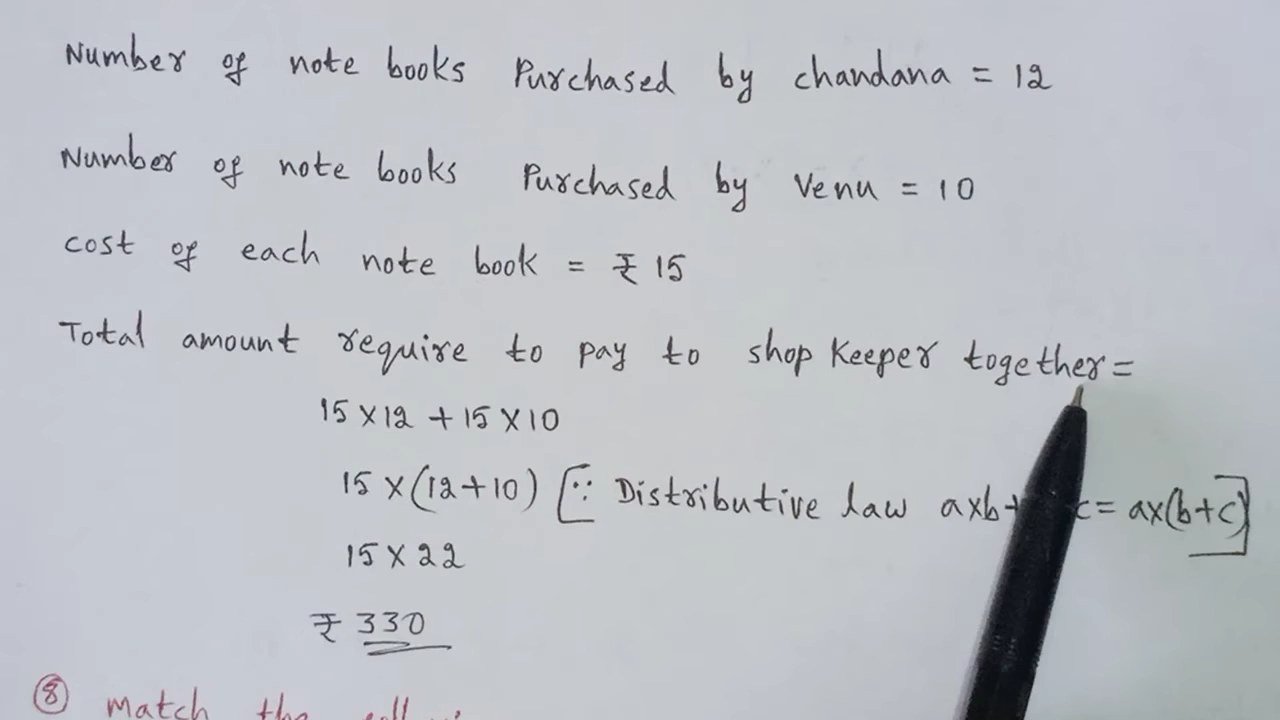 Number of note books Purchased by chandana = 12
Number of note books Purchased by Venu = 10
cost of each note book = ₹ 15
Total amount require to pay to shop keeper together =
15 × 12 + 15 × 10
15 × (12 + 10) [∵ Distributive law a×b+ c = a×(b+c)]
15 × 22
₹ 330
⑧ match the